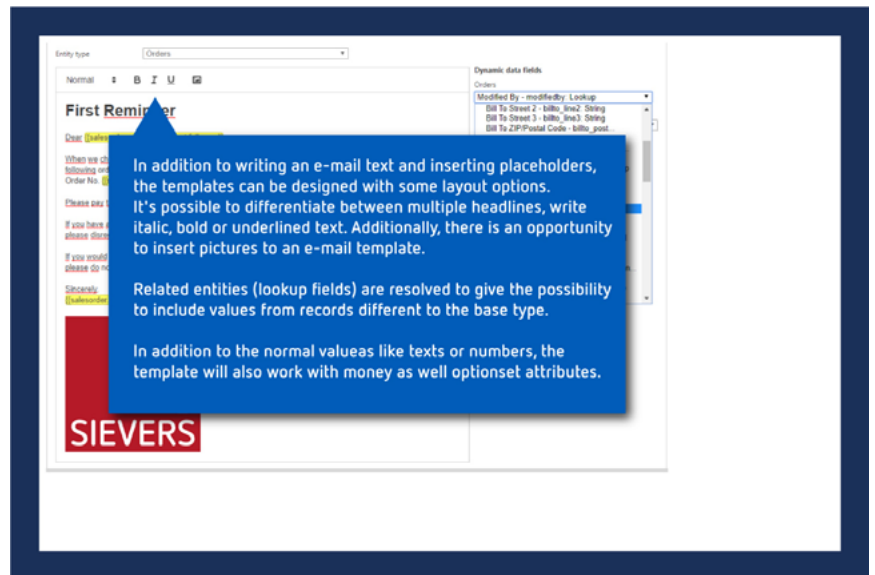 Entity type Orders
Normal B I U
Dynamic data fields
Orders
Modified By - modifiedby: Lookup
Bill To Street 2 - billto_line2: String
Bill To Street 3 - billto_line3: String
Bill To ZIP/Postal Code - billto_post...
First Reminder
Dear
When we
following
Order No.
Please pay
If you have
please
If you would
please do
Sincerely
In addition to writing an e-mail text and inserting placeholders,
the templates can be designed with some layout options.
It's possible to differentiate between multiple headlines, write
italic, bold or underlined text. Additionally, there is an opportunity
to insert pictures to an e-mail template.
Related entities (lookup fields) are resolved to give the possibility
to include values from records different to the base type.
In addition to the normal valueas like texts or numbers, the
template will also work with money as well optionset attributes.
SIEVERS